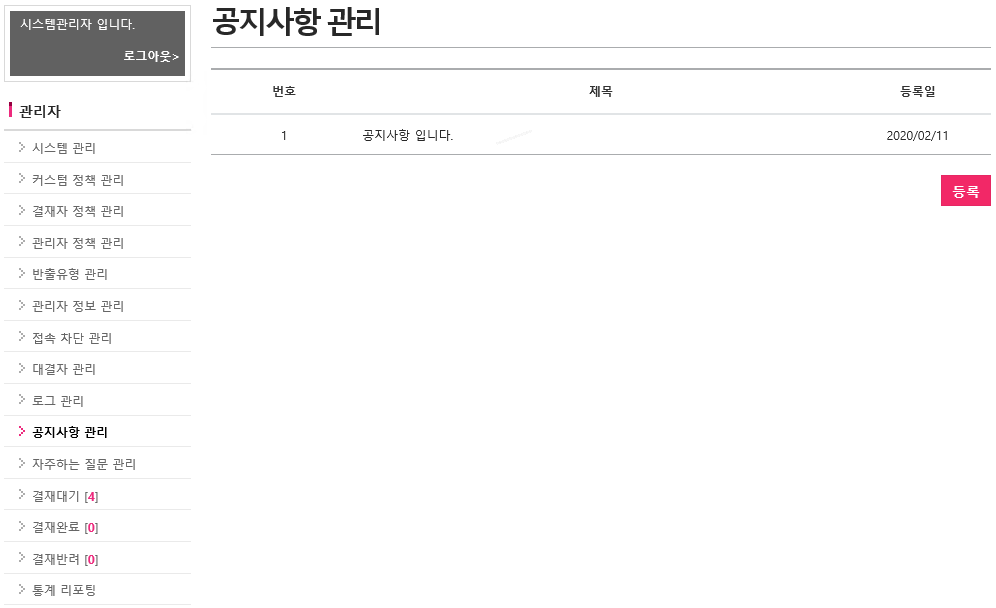 시스템관리자 입니다.
로그아웃>
관리자
시스템 관리
커스텀 정책 관리
결재자 정책 관리
관리자 정책 관리
반출유형 관리
관리자 정보 관리
접속 차단 관리
대결자 관리
로그 관리
공지사항 관리
자주하는 질문 관리
결재대기 [4]
결재완료 [0]
결재반려 [0]
통계 리포팅
공지사항 관리
번호 제목 등록일
1 공지사항 입니다. 2020/02/11
등록